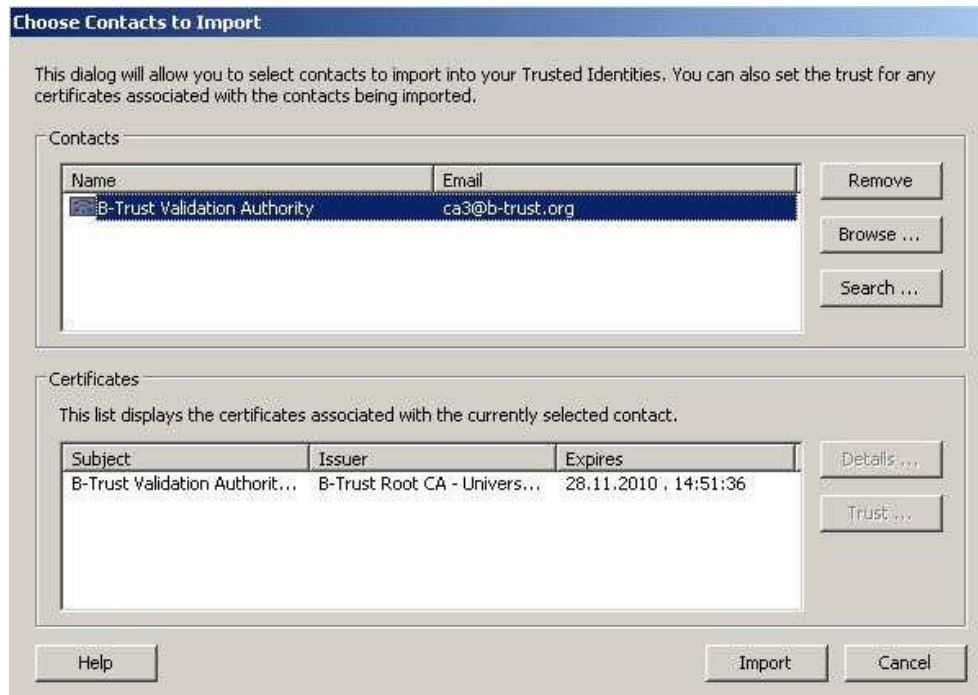 Choose Contacts to Import
This dialog will allow you to select contacts to import into your Trusted Identities. You can also set the trust for any
certificates associated with the contacts being imported.
Contacts
Name Email
B-Trust Validation Authority ca3@b-trust.org
Remove
Browse ...
Search ...
Certificates
This list displays the certificates associated with the currently selected contact.
Subject Issuer Expires
B-Trust Validation Authorit... B-Trust Root CA - Univers... 28.11.2010 , 14:51:36
Details ...
Trust ...
Help Import Cancel